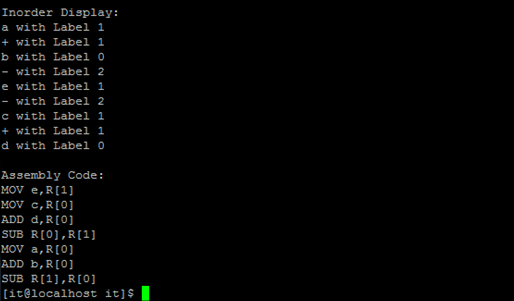 Inorder Display:
a with Label 1
+ with Label 1
b with Label 0
- with Label 2
e with Label 1
- with Label 2
c with Label 1
+ with Label 1
d with Label 0

Assembly Code:
MOV e,R[1]
MOV c,R[0]
ADD d,R[0]
SUB R[0],R[1]
MOV a,R[0]
ADD b,R[0]
SUB R[1],R[0]
[it@localhost it]$